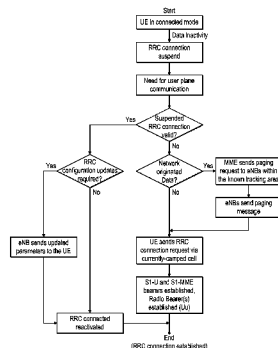 Start
UE in connected mode
Data Inactivity
RRC connection
suspend
Need for user plane
communication
Suspended
RRC connection
valid?
Yes
No
RRC
configuration updates
required?
Yes
No
Network
originated
Data?
Yes
No
MME sends paging
request to eNBs within
the known tracking area
eNBs send paging
message
eNB sends updated
parameters to the UE
UE sends RRC
connection request via
currently-camped cell
S1-U and S1-MME
bearers established,
Radio Bearer(s)
established (Uu)
RRC connected
reactivated
End
(RRC connection established)